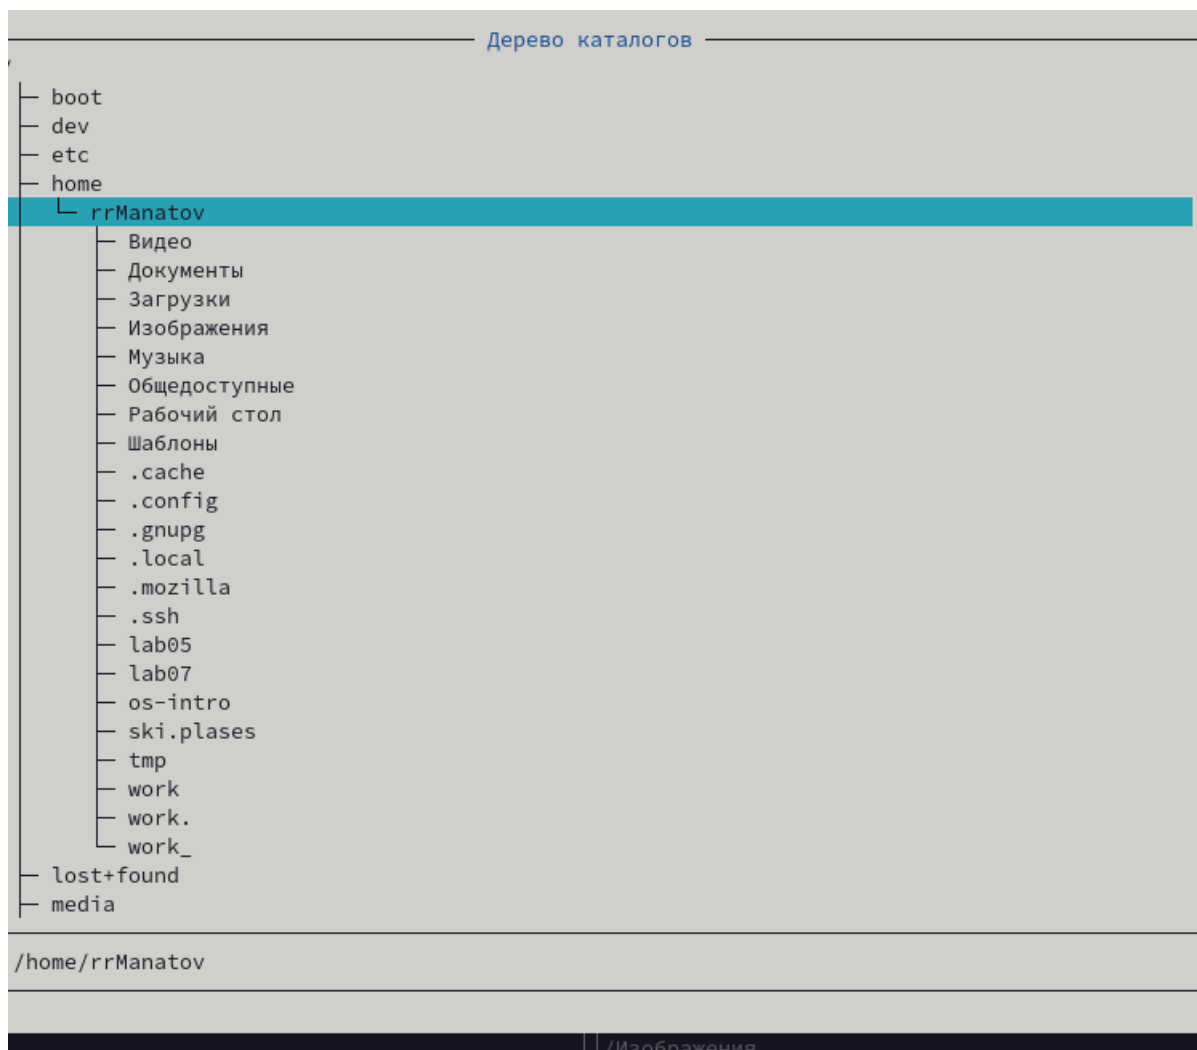 Дерево каталогов
/
boot
dev
etc
home
rrManatov
Видео
Документы
Загрузки
Изображения
Музыка
Общедоступные
Рабочий стол
Шаблоны
.cache
.config
.gnupg
.local
.mozilla
.ssh
lab05
lab07
os-intro
ski.plases
tmp
work
work.
work_
lost+found
media
/home/rrManatov
/Изображения